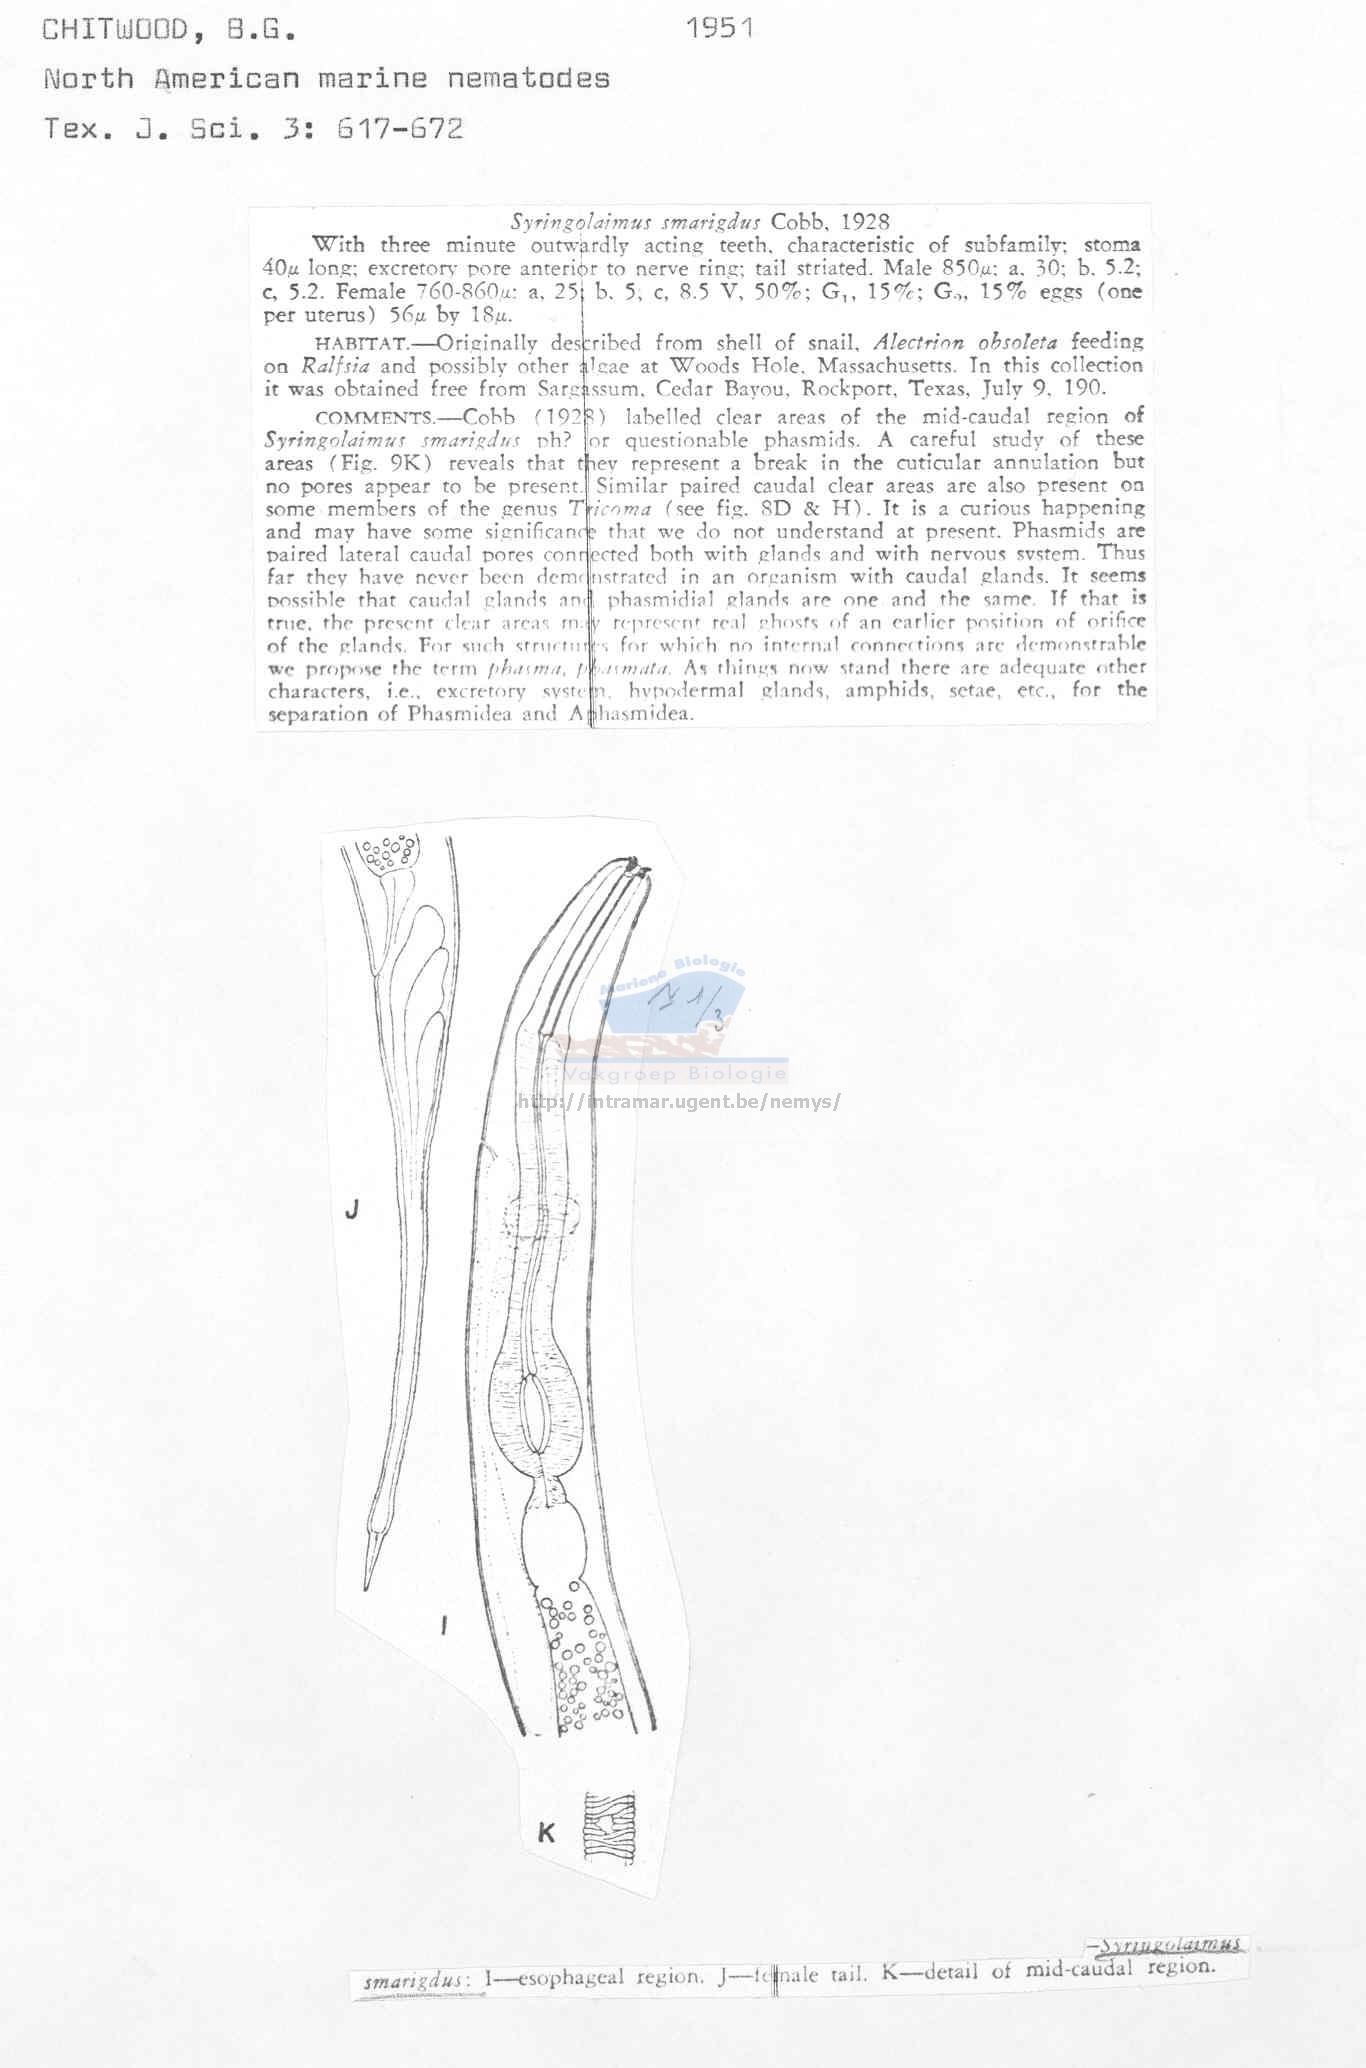 CHITWOOD, B.G. 1951
North American marine nematodes
Tex. J. Sci. 3: 617-672
Syringolaimus smarigdus Cobb, 1928
With three minute outwardly acting teeth, characteristic of subfamily; stoma
40µ long; excretory pore anterior to nerve ring; tail striated. Male 850µ; a, 30; b, 5.2;
c, 5.2. Female 760-860µ: a, 25; b, 5; c, 8.5 V, 50%; G₁, 15%; G₂, 15% eggs (one
per uterus) 56µ by 18µ.
HABITAT.—Originally described from shell of snail, Alectrion obsoleta feeding
on Ralfsia and possibly other algae at Woods Hole, Massachusetts. In this collection
it was obtained free from Sargassum, Cedar Bayou, Rockport, Texas, July 9, 190.
COMMENTS.—Cobb (1928) labelled clear areas of the mid-caudal region of
Syringolaimus smarigdus ph? or questionable phasmids. A careful study of these
areas (Fig. 9K) reveals that they represent a break in the cuticular annulation but
no pores appear to be present. Similar paired caudal clear areas are also present on
some members of the genus Tricoma (see fig. 8D & H). It is a curious happening
and may have some significance that we do not understand at present. Phasmids are
paired lateral caudal pores connected both with glands and with nervous system. Thus
far they have never been demonstrated in an organism with caudal glands. It seems
possible that caudal glands and phasmidial glands are one and the same. If that is
true, the present clear areas may represent real ghosts of an earlier position of orifice
of the glands. For such structures for which no internal connections are demonstrable
we propose the term phasma, phasmata. As things now stand there are adequate other
characters, i.e., excretory system, hypodermal glands, amphids, setae, etc., for the
separation of Phasmidea and Aphasmidea.
Mariene Biologie
Vakgroep Biologie
http://intramar.ugent.be/nemys/
J
I
K
—Syringolaimus
smarigdus: I—esophageal region. J—female tail. K—detail of mid-caudal region.